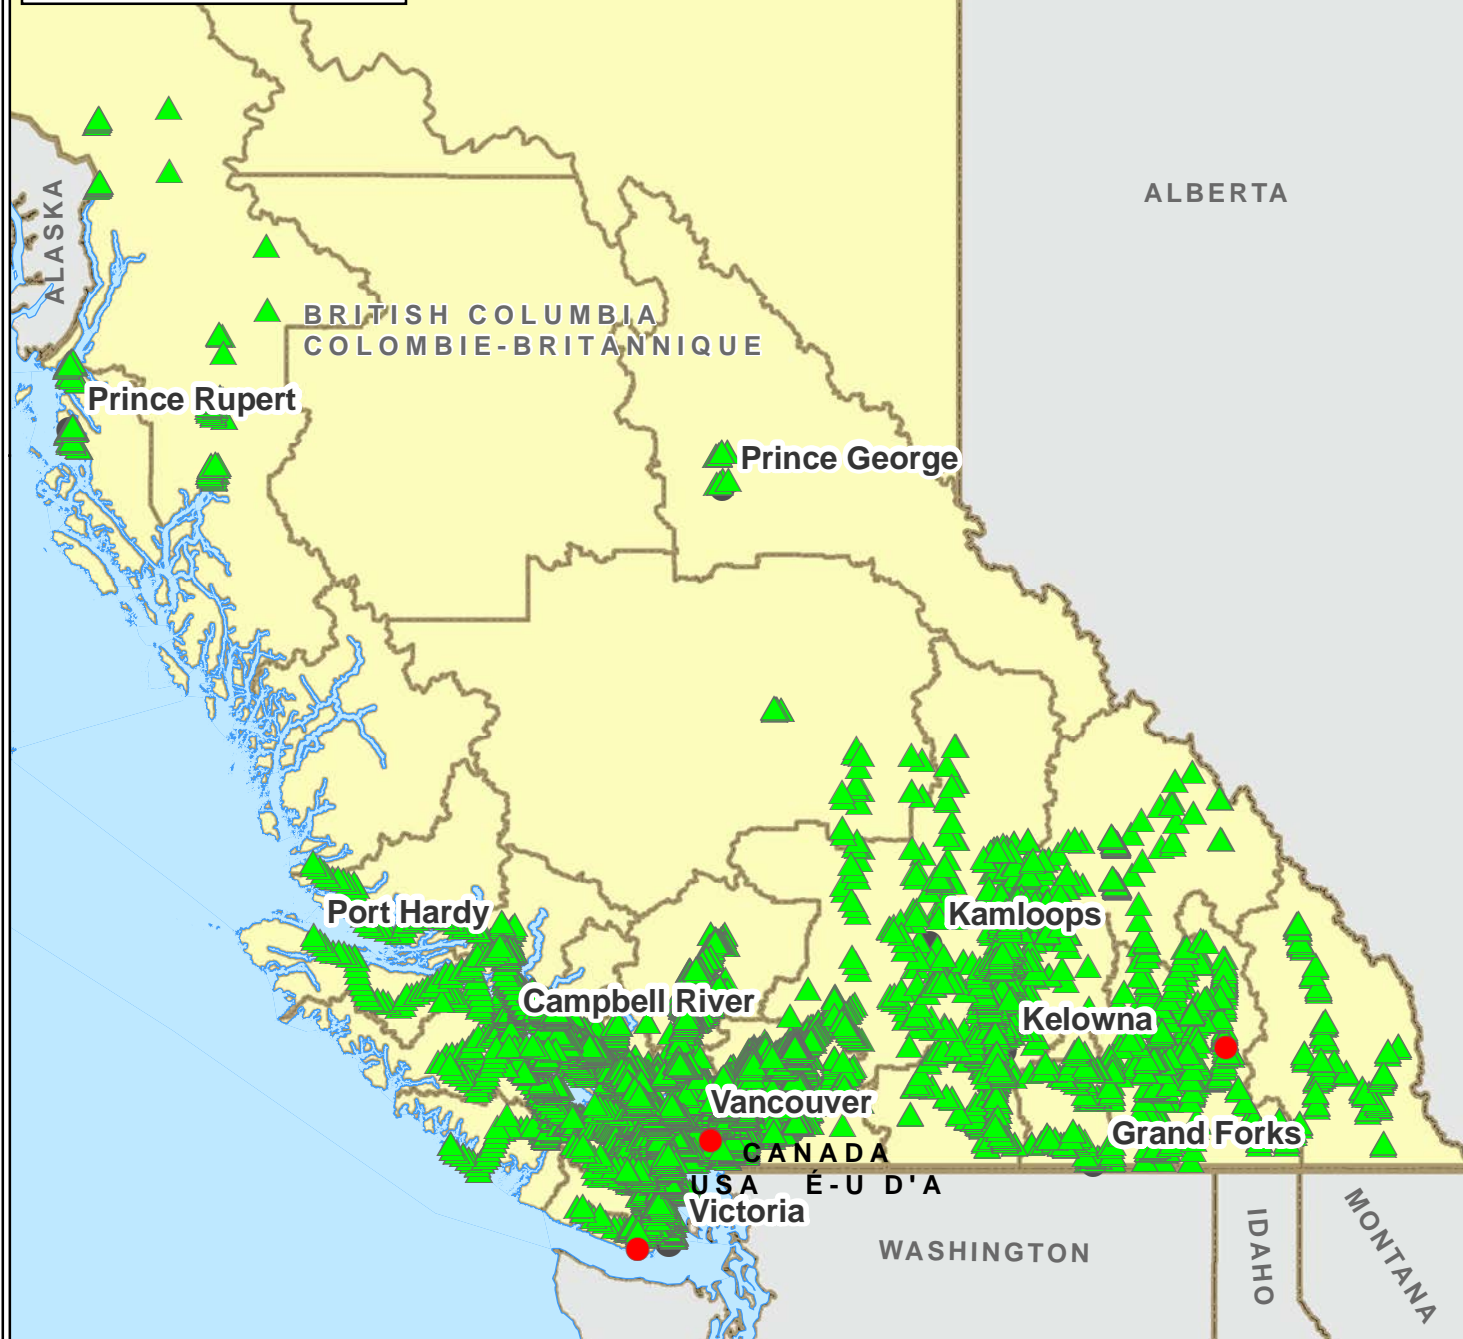 ALBERTA
ALASKA
BRITISH COLUMBIA
COLOMBIE-BRITANNIQUE
Prince Rupert
Prince George
Port Hardy
Kamloops
Campbell River
Kelowna
Vancouver
Grand Forks
CANADA
USA É-U D'A
Victoria
WASHINGTON
IDAHO
MONTANA